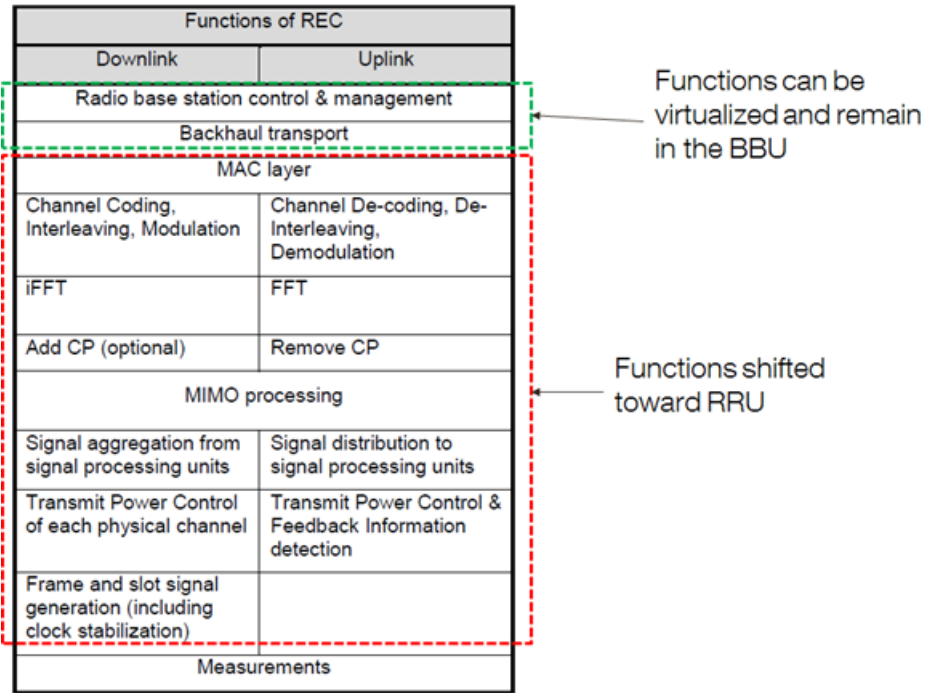 Functions of REC
Downlink
Uplink
Radio base station control & management
Backhaul transport
MAC layer
Channel Coding,
Interleaving, Modulation
Channel De-coding, De-
Interleaving,
Demodulation
iFFT
FFT
Add CP (optional)
Remove CP
MIMO processing
Signal aggregation from
signal processing units
Signal distribution to
signal processing units
Transmit Power Control
of each physical channel
Transmit Power Control &
Feedback Information
detection
Frame and slot signal
generation (including
clock stabilization)
Measurements
Functions can be
virtualized and remain
in the BBU
Functions shifted
toward RRU